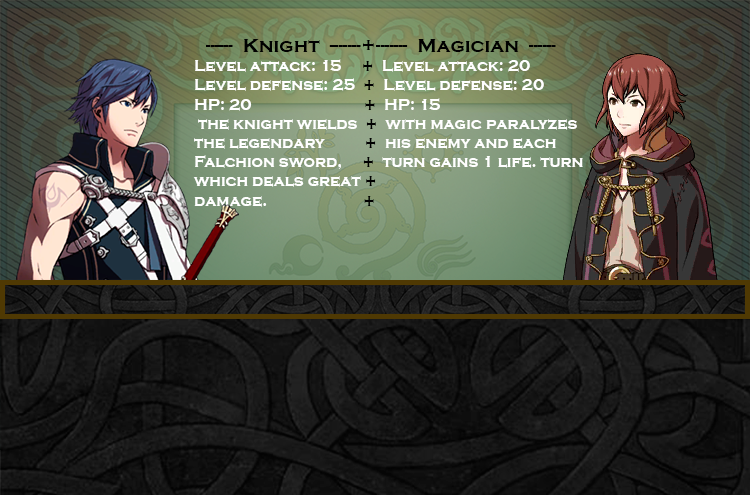 ------ Knight ------+------- Magician -----
Level attack: 15 + Level attack: 20
Level defense: 25 + Level defense: 20
HP: 20 + HP: 15
the knight wields + with magic paralyzes
the legendary + his enemy and each
Falchion sword, + turn gains 1 life. turn
which deals great +
damage. +